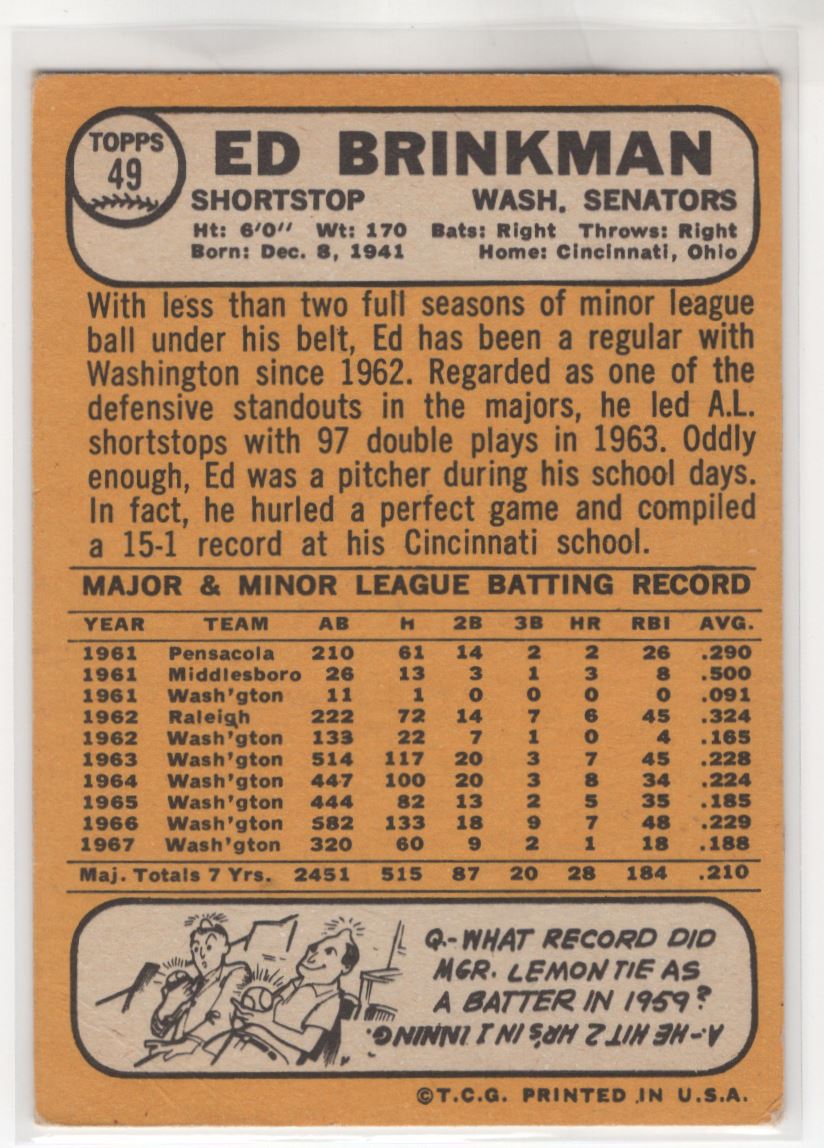 TOPPS
49
ED BRINKMAN
SHORTSTOP WASH. SENATORS
Ht: 6'0" Wt: 170 Bats: Right Throws: Right
Born: Dec. 8, 1941 Home: Cincinnati, Ohio
With less than two full seasons of minor league
ball under his belt, Ed has been a regular with
Washington since 1962. Regarded as one of the
defensive standouts in the majors, he led A.L.
shortstops with 97 double plays in 1963. Oddly
enough, Ed was a pitcher during his school days.
In fact, he hurled a perfect game and compiled
a 15-1 record at his Cincinnati school.
MAJOR & MINOR LEAGUE BATTING RECORD
YEAR TEAM AB H 2B 3B HR RBI AVG.
1961 Pensacola 210 61 14 2 2 26 .290
1961 Middlesboro 26 13 3 1 3 8 .500
1961 Wash'gton 11 1 0 0 0 0 .091
1962 Raleigh 222 72 14 7 6 45 .324
1962 Wash'gton 133 22 7 1 0 4 .165
1963 Wash'gton 514 117 20 3 7 45 .228
1964 Wash'gton 447 100 20 3 8 34 .224
1965 Wash'gton 444 82 13 2 5 35 .185
1966 Wash'gton 582 133 18 9 7 48 .229
1967 Wash'gton 320 60 9 2 1 18 .188
Maj. Totals 7 Yrs. 2451 515 87 20 28 184 .210
Q.-WHAT RECORD DID
MGR. LEMON TIE AS
A BATTER IN 1959?
A-HE HIT 2 HR'S IN 1 INNING.
©T.C.G. PRINTED IN U.S.A.